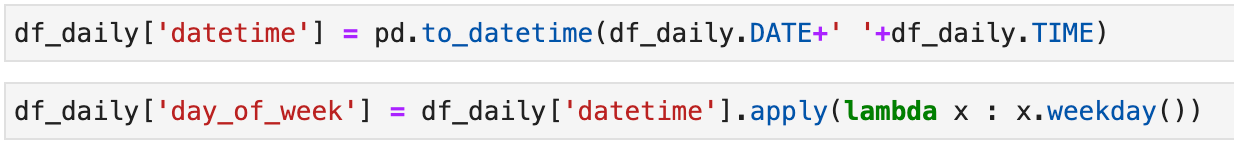 df_daily['datetime'] = pd.to_datetime(df_daily.DATE+' '+df_daily.TIME)
df_daily['day_of_week'] = df_daily['datetime'].apply(lambda x : x.weekday())